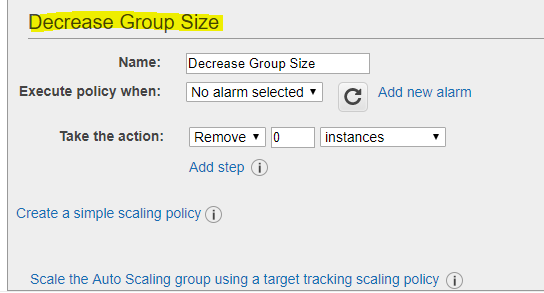 Decrease Group Size
Name: Decrease Group Size
Execute policy when: No alarm selected Add new alarm
Take the action: Remove 0 instances
Add step i
Create a simple scaling policy i
Scale the Auto Scaling group using a target tracking scaling policy i